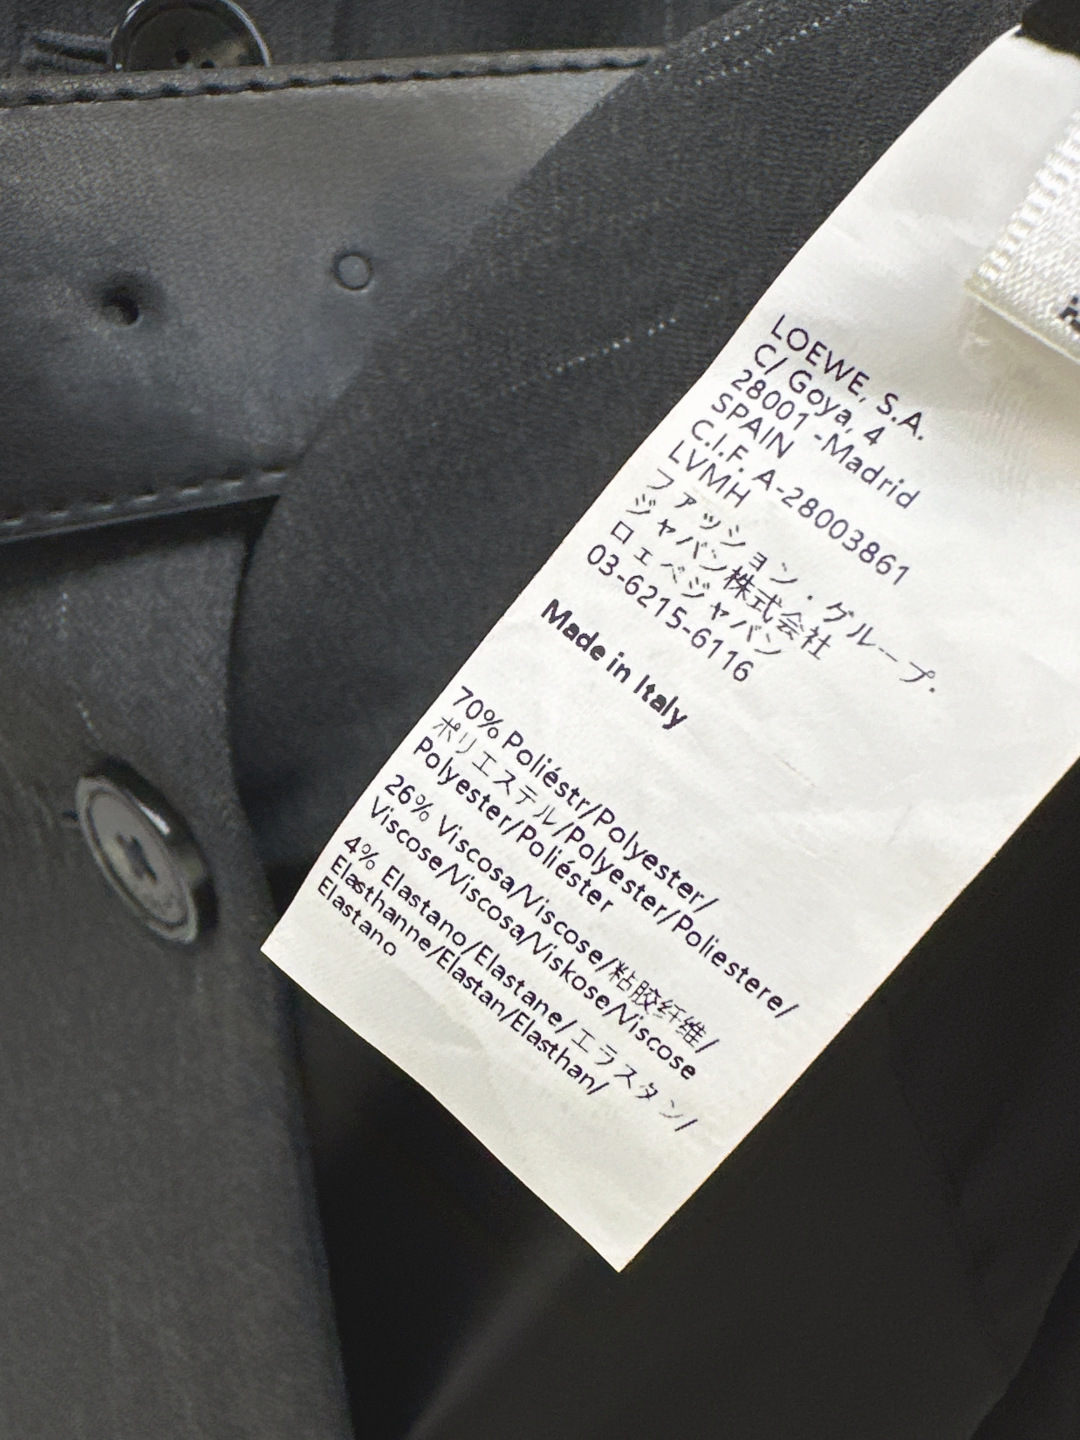 LOEWE, S.A.
C/ Goya, 4
28001 -Madrid
SPAIN
C.I.F. A-28003861
LVMH
ファッション・グループ・
ジャパン株式会社
ロエベジャパン
03-6215-6116
Made in Italy
70% Poliéstr/Polyester/
ポリエステル/Polyester/Poliestere/
Polyester/Poliéster
26% Viscosa/Viscose/粘胶纤维/
Viscose/Viscosa/Viskose/Viscose
4% Elastano/Elastane/エラスタン/
Elasthanne/Elastan/Elasthan/
Elastano